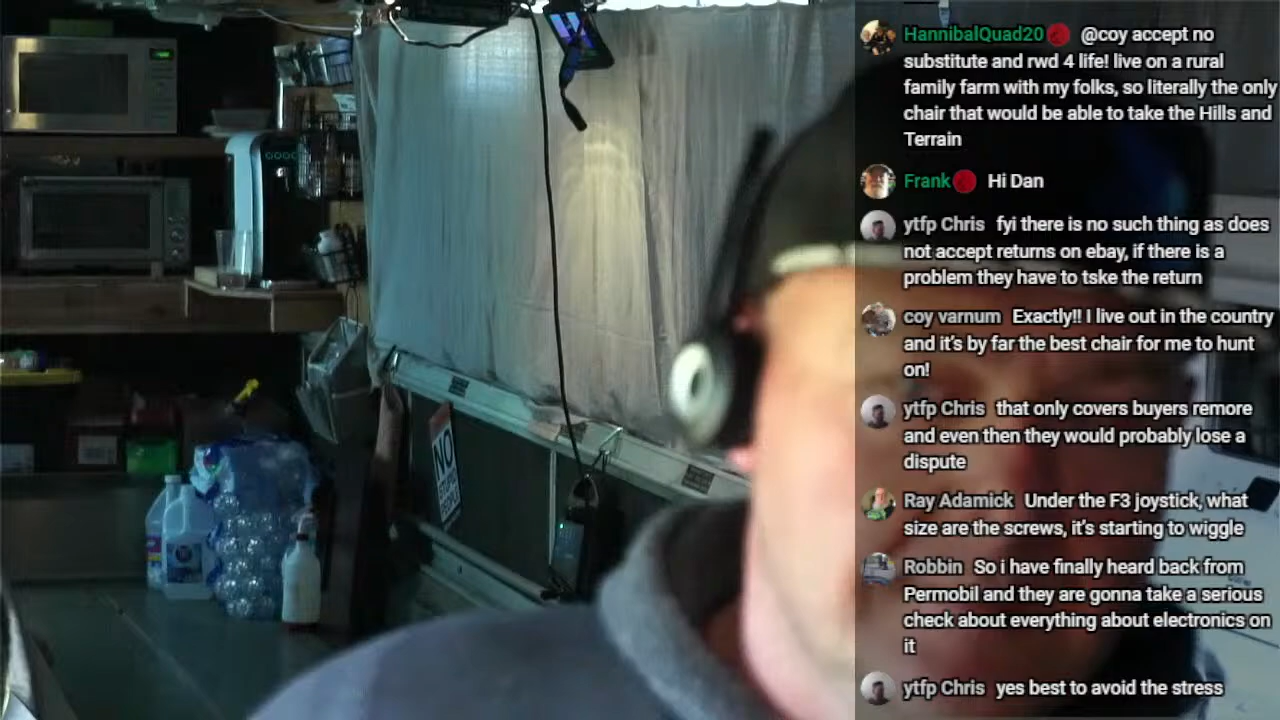 HannibalQuad20 @coy accept no
substitute and rwd 4 life! live on a rural
family farm with my folks, so literally the only
chair that would be able to take the Hills and
Terrain
Frank Hi Dan
ytfp Chris fyi there is no such thing as does
not accept returns on ebay, if there is a
problem they have to tske the return
coy varnum Exactly!! I live out in the country
and it's by far the best chair for me to hunt
on!
ytfp Chris that only covers buyers remore
and even then they would probably lose a
dispute
Ray Adamick Under the F3 joystick, what
size are the screws, it's starting to wiggle
Robbin So i have finally heard back from
Permobil and they are gonna take a serious
check about everything about electronics on
it
ytfp Chris yes best to avoid the stress
NO
STUPID
PEOPLE